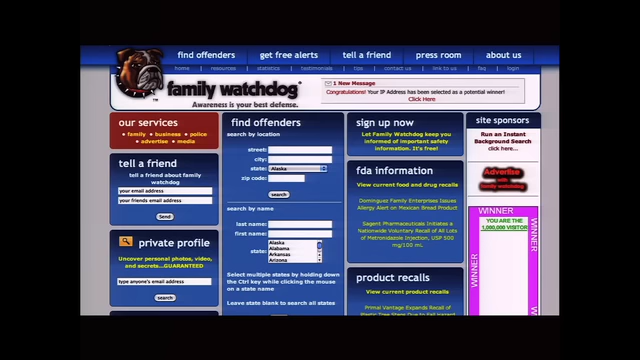 find offenders get free alerts tell a friend press room about us
home resources statistics testimonials tips contact us link to us faq login
family watchdog
Awareness is your best defense.
1 New Message
Congratulations! Your IP Address has been selected as a potential winner!
Click Here
our services
• family • business • police
• advertise • media
tell a friend
tell a friend about family
watchdog
your email address
your friends email address
Send
private profile
Uncover personal photos, video,
and secrets...GUARANTEED
type anyone's email address
search
find offenders
search by location
street:
city:
state: Alaska
zip code:
search
search by name
last name:
first name:
state: Alaska
Alabama
Arkansas
Arizona
Select multiple states by holding down
the Ctrl key while clicking the mouse
on a state name
Leave state blank to search all states
sign up now
Let Family Watchdog keep you
informed of important safety
information. It's free!
fda information
View current food and drug recalls
Dominguez Family Enterprises Issues
Allergy Alert on Mexican Bread Product
Sagent Pharmaceuticals Initiates a
Nationwide Voluntary Recall of All Lots
of Metronidazole Injection, USP 500
mg/100 mL
product recalls
View current product recalls
Primal Vantage Expands Recall of
site sponsors
Run an Instant
Background Search
click here...
Advertise
with
family watchdog
WINNER
YOU ARE THE
1,000,000 VISITOR
WINNER
WINNER
WINNER